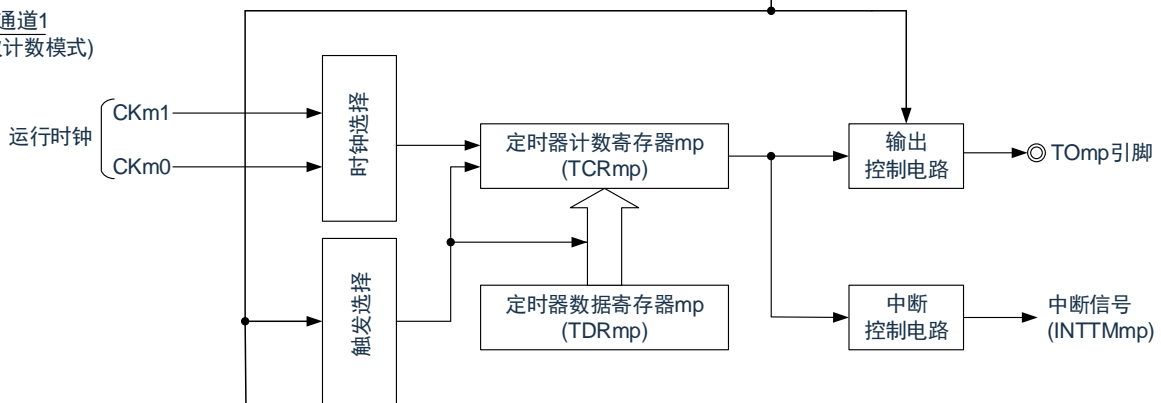 通道1
计数模式)
CKm1
运行时钟
CKm0
时钟选择
定时器计数寄存器mp
(TCRmp)
输出
控制电路
TOmp引脚
触发选择
定时器数据寄存器mp
(TDRmp)
中断
控制电路
中断信号
(INTTMmp)